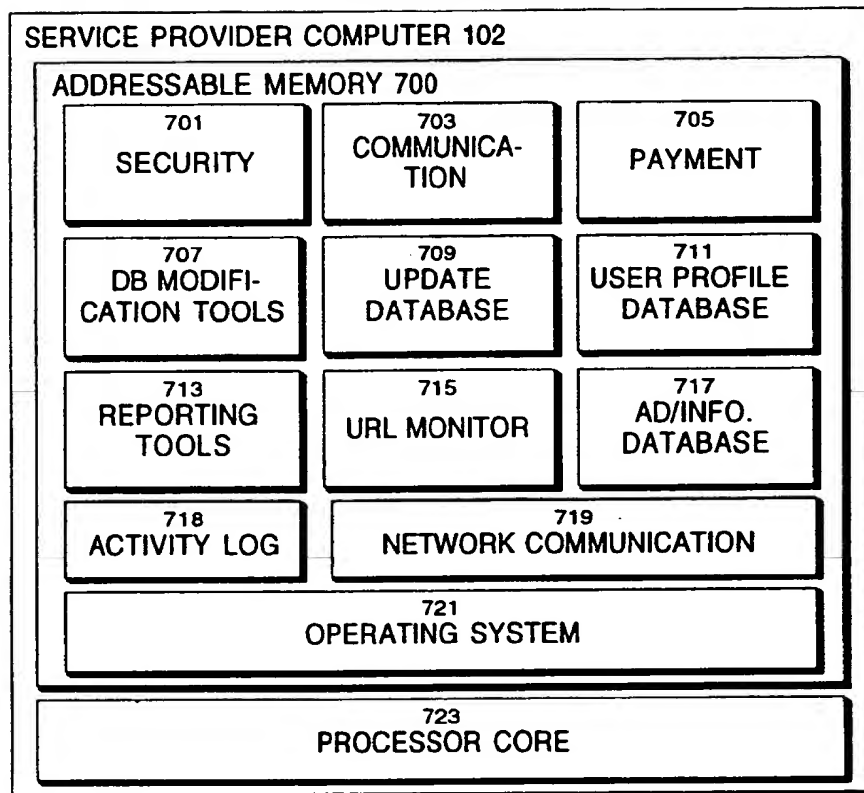 SERVICE PROVIDER COMPUTER 102
ADDRESSABLE MEMORY 700
701
SECURITY
703
COMMUNICA-
TION
705
PAYMENT
707
DB MODIFI-
CATION TOOLS
709
UPDATE
DATABASE
711
USER PROFILE
DATABASE
713
REPORTING
TOOLS
715
URL MONITOR
717
AD/INFO.
DATABASE
718
ACTIVITY LOG
719
NETWORK COMMUNICATION
721
OPERATING SYSTEM
723
PROCESSOR CORE